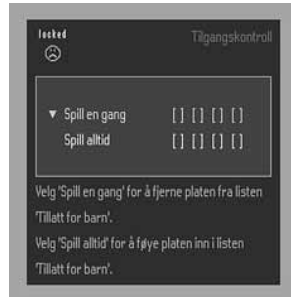 locked
Tilgangskontroll
▼ Spill en gang [ ] [ ] [ ] [ ]
Spill alltid [ ] [ ] [ ] [ ]
Velg 'Spill en gang' for å fjerne platen fra listen
'Tillatt for barn'.
Velg 'Spill alltid' for å føye platen inn i listen
'Tillatt for barn'.